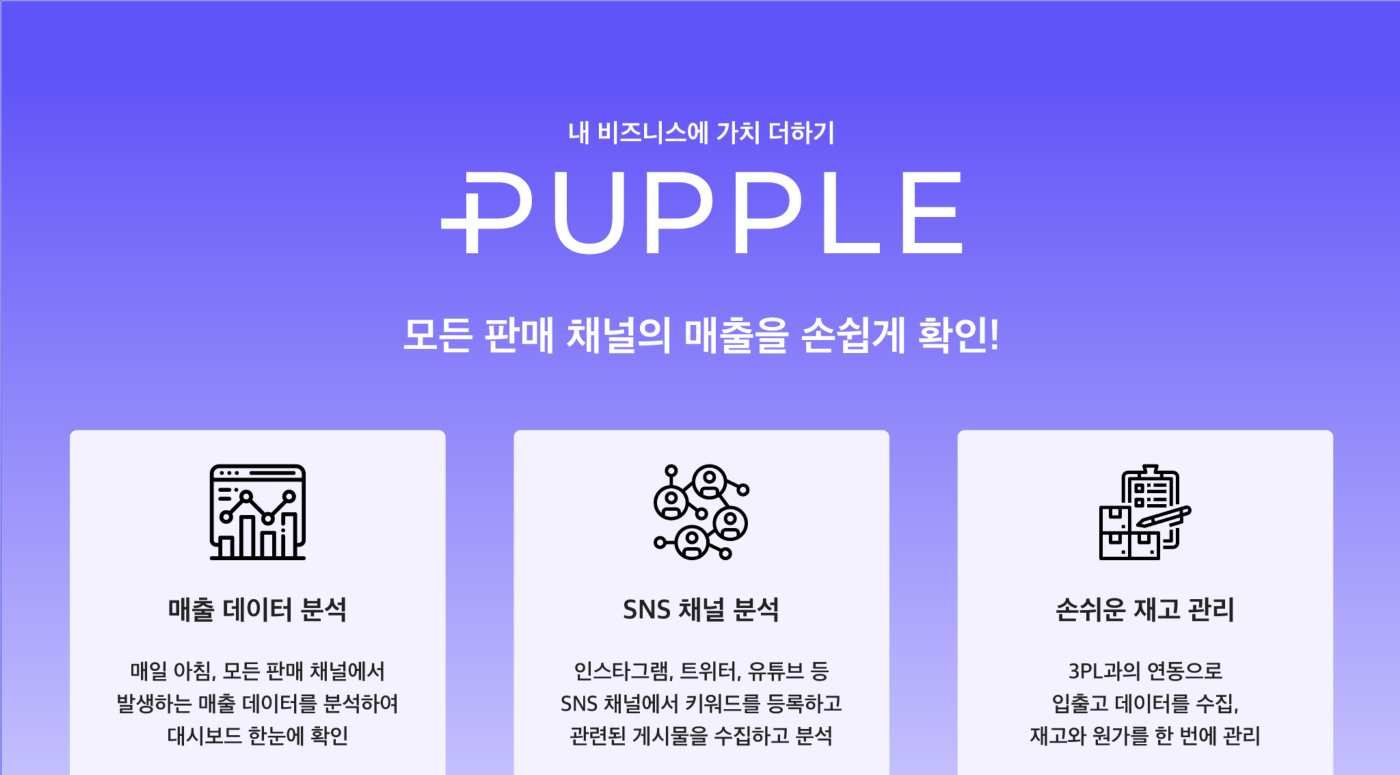 내 비즈니스에 가치 더하기
PUPPLE
모든 판매 채널의 매출을 손쉽게 확인!
매출 데이터 분석
매일 아침, 모든 판매 채널에서
발생하는 매출 데이터를 분석하여
대시보드 한눈에 확인
SNS 채널 분석
인스타그램, 트위터, 유튜브 등
SNS 채널에서 키워드를 등록하고
관련된 게시물을 수집하고 분석
손쉬운 재고 관리
3PL과의 연동으로
입출고 데이터를 수집,
재고와 원가를 한 번에 관리